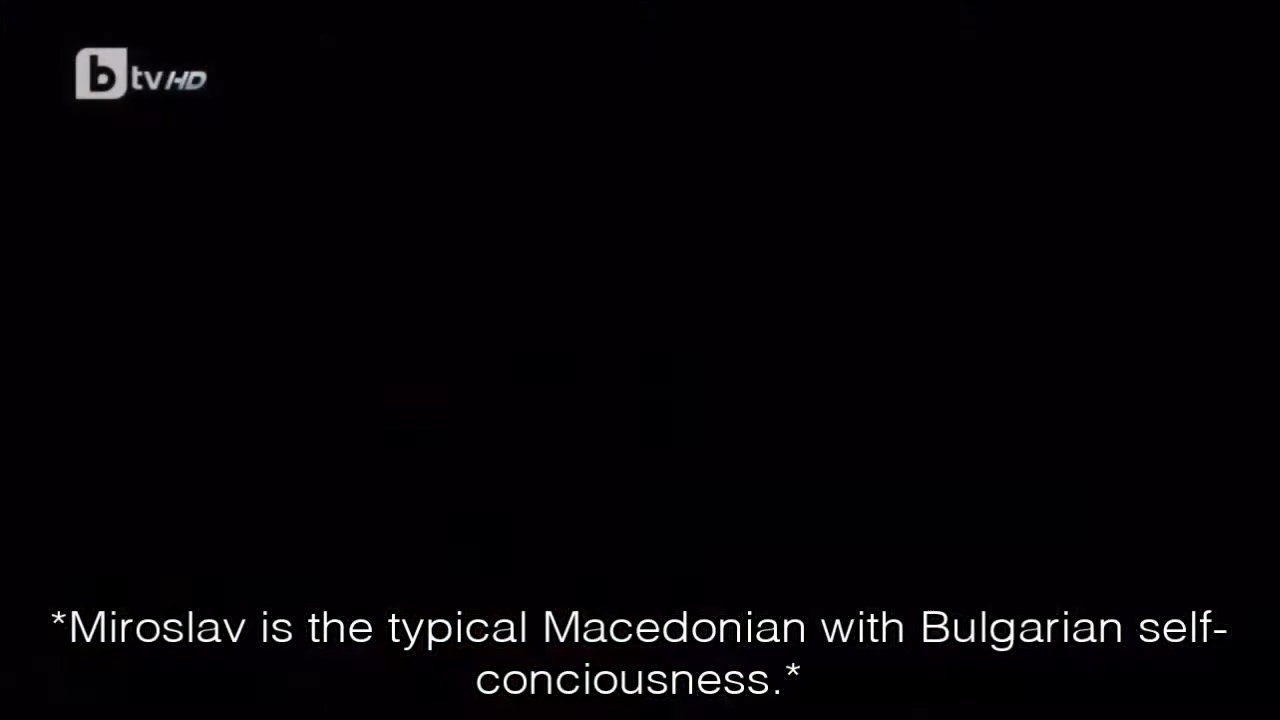 btvHD
*Miroslav is the typical Macedonian with Bulgarian self-
conciousness.*